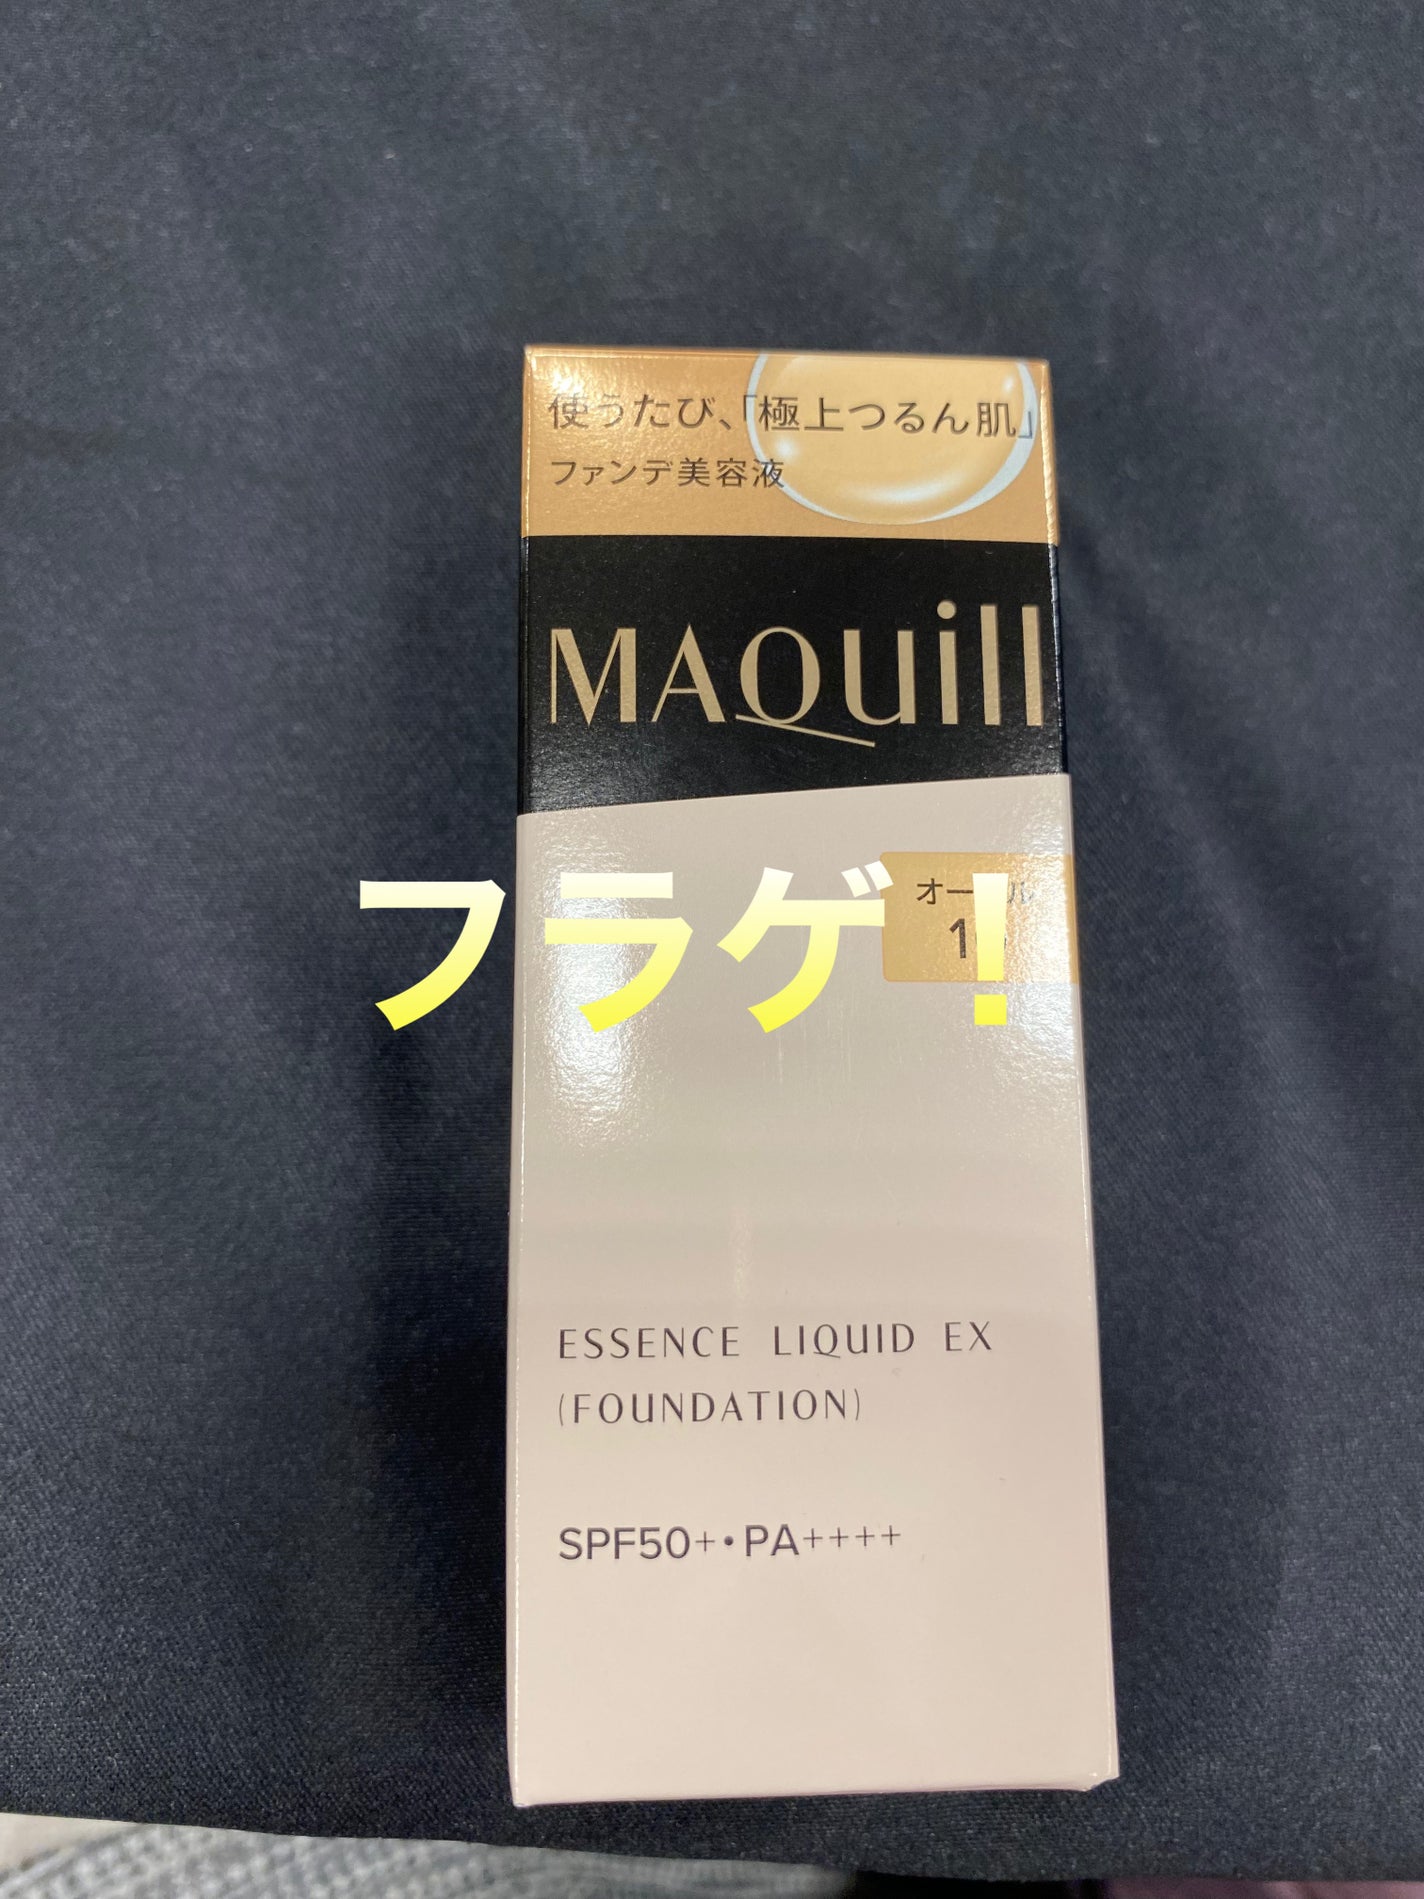 使うたび、「極上つるん肌」
ファンデ美容液
MAQuill
フラゲ！
ESSENCE LIQUID EX
(FOUNDATION)
SPF50+・PA++++